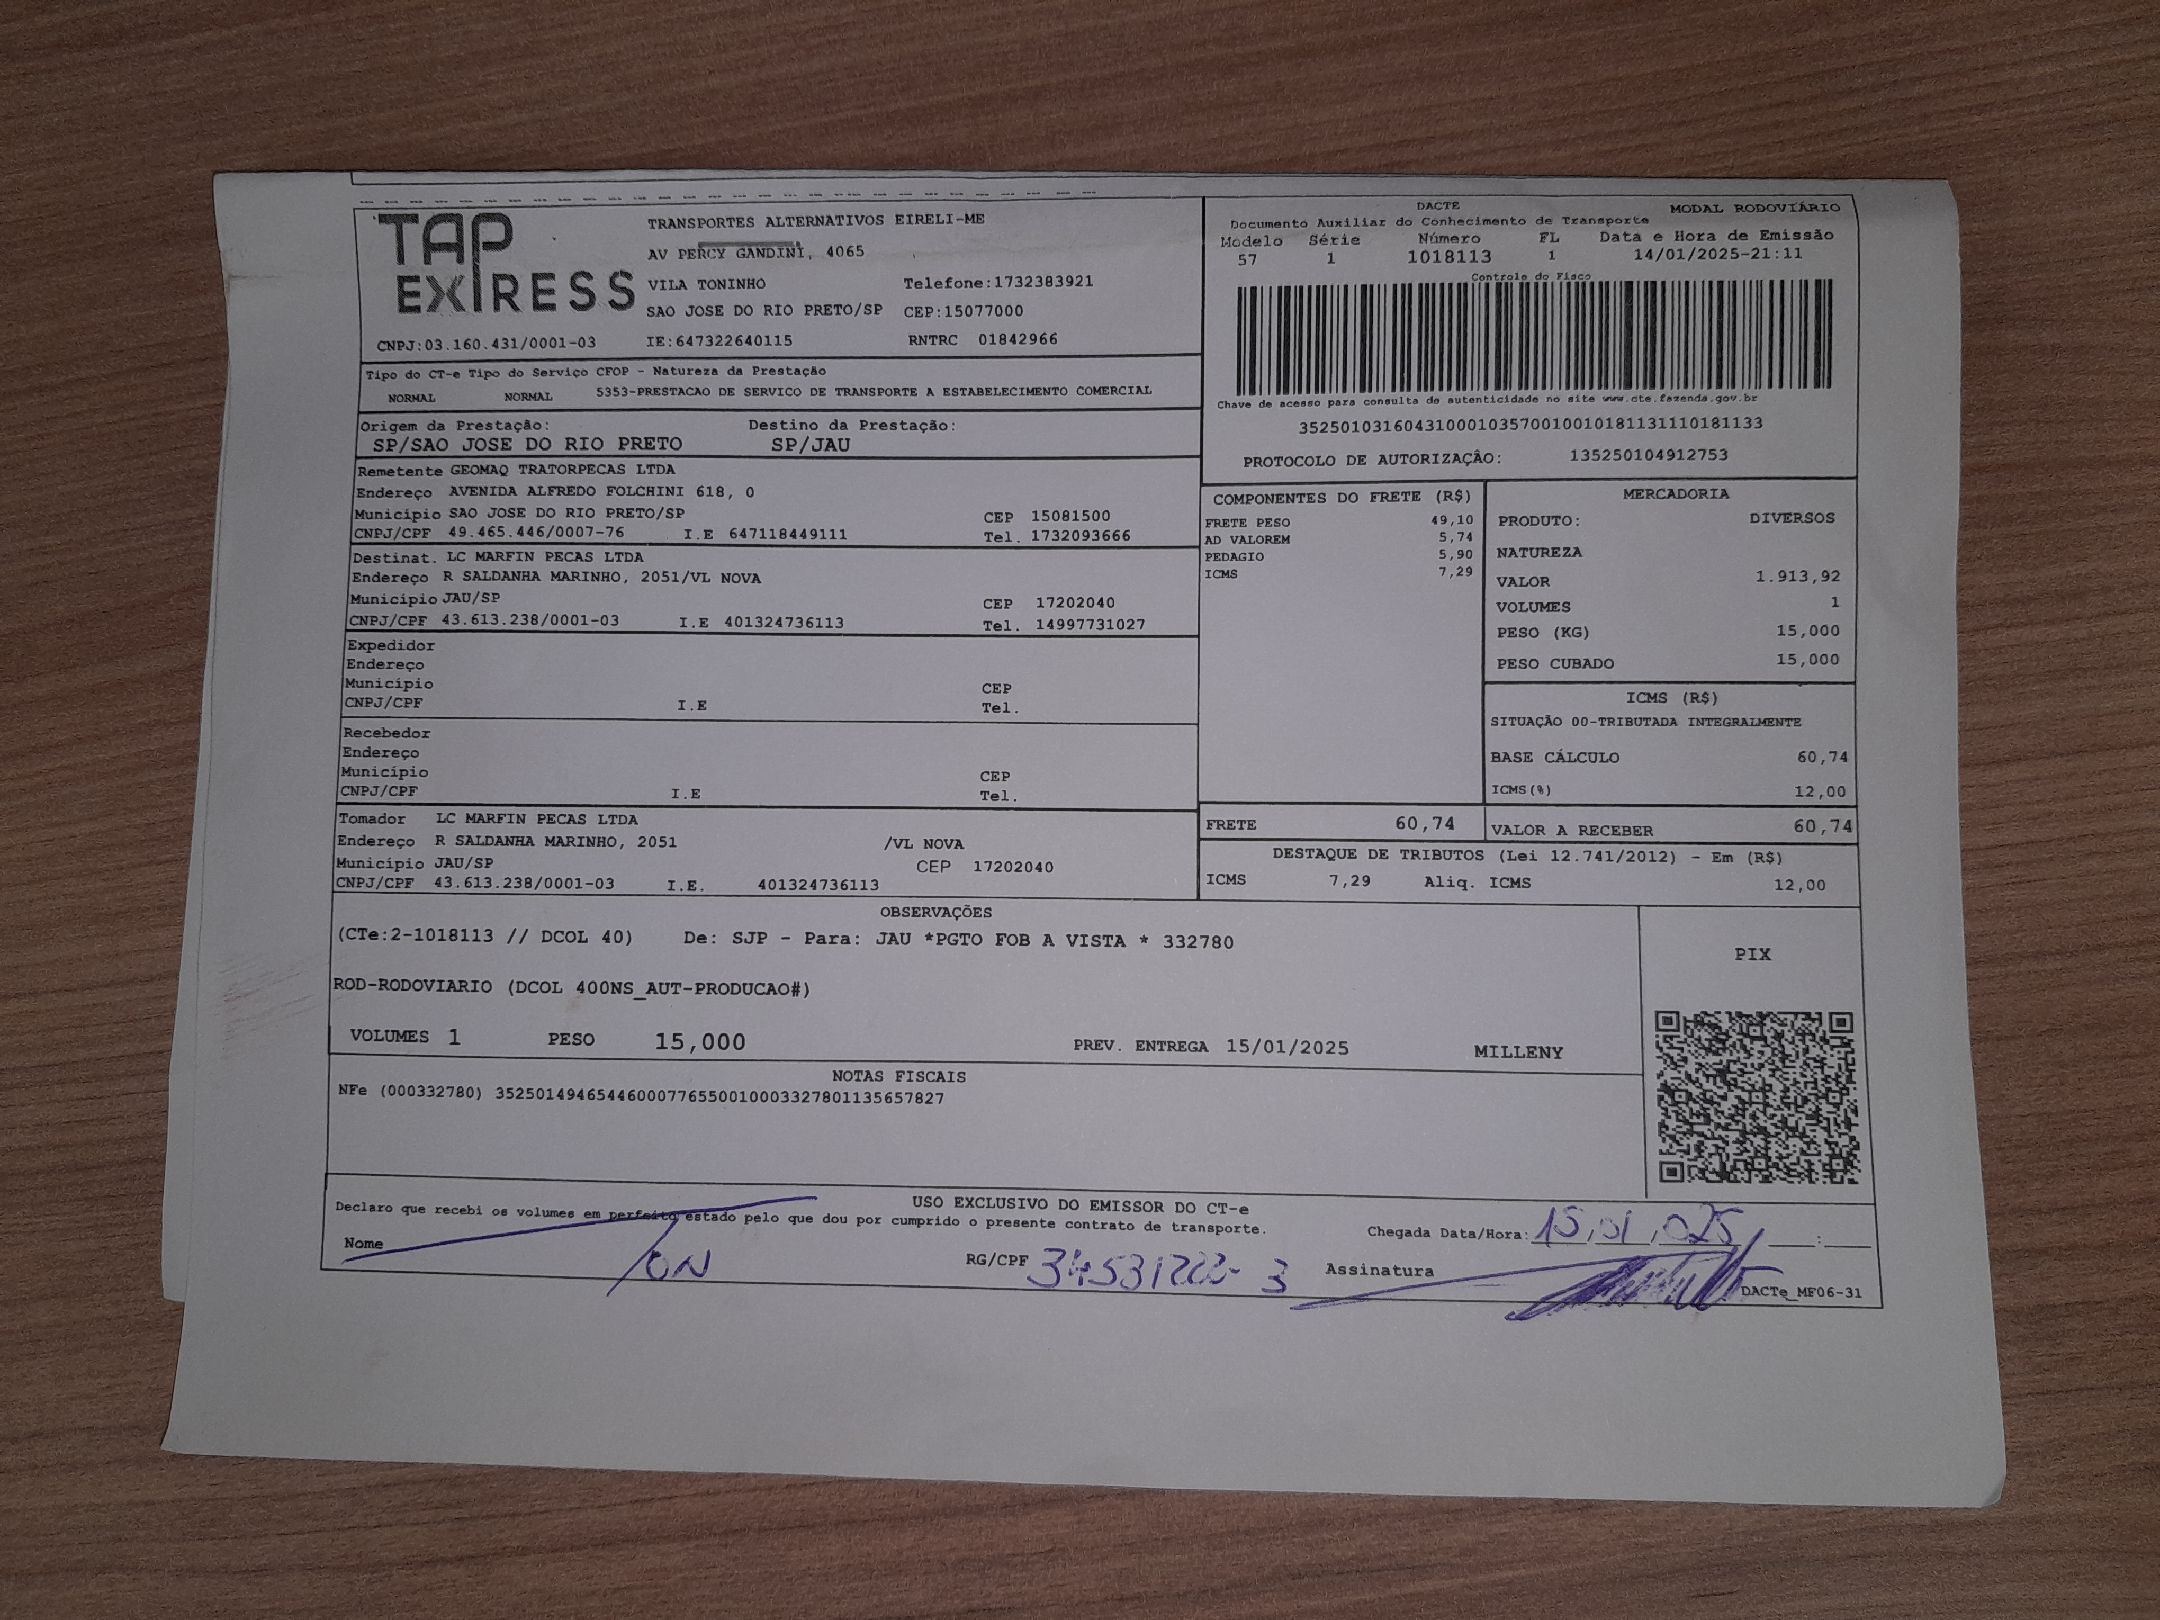 TAP EXPRESS
TRANSPORTES ALTERNATIVOS EIRELI-ME
AV PERCY GANDINI, 4065
VILA TONINHO Telefone:1732383921
SAO JOSE DO RIO PRETO/SP CEP:15077000
CNPJ:03.160.431/0001-03 IE:647322640115 RNTRC 01842966
DACTE MODAL RODOVIÁRIO
Documento Auxiliar do Conhecimento de Transporte
Modelo Série Número FL Data e Hora de Emissão
57 1 1018113 1 14/01/2025-21:11
Controle do Fisco
Chave de acesso para consulta de autenticidade no site www.cte.fazenda.gov.br
35250103160431000103570010010181131110181133
PROTOCOLO DE AUTORIZAÇÃO: 135250104912753
Tipo do CT-e Tipo do Serviço CFOP - Natureza da Prestação
NORMAL NORMAL 5353-PRESTACAO DE SERVICO DE TRANSPORTE A ESTABELECIMENTO COMERCIAL
Origem da Prestação: Destino da Prestação:
SP/SAO JOSE DO RIO PRETO SP/JAU
Remetente GEOMAQ TRATORPECAS LTDA
Endereço AVENIDA ALFREDO FOLCHINI 618, 0
Município SAO JOSE DO RIO PRETO/SP CEP 15081500
CNPJ/CPF 49.465.446/0007-76 I.E 647118449111 Tel. 1732093666
Destinat. LC MARFIN PECAS LTDA
Endereço R SALDANHA MARINHO, 2051/VL NOVA
Município JAU/SP CEP 17202040
CNPJ/CPF 43.613.238/0001-03 I.E 401324736113 Tel. 14997731027
Expedidor
Endereço
Município CEP
CNPJ/CPF I.E Tel.
Recebedor
Endereço
Município CEP
CNPJ/CPF I.E Tel.
Tomador LC MARFIN PECAS LTDA
Endereço R SALDANHA MARINHO, 2051 /VL NOVA
Município JAU/SP CEP 17202040
CNPJ/CPF 43.613.238/0001-03 I.E. 401324736113
COMPONENTES DO FRETE (R$)
FRETE PESO 49,10
AD VALOREM 5,74
PEDAGIO 5,90
ICMS 7,29
MERCADORIA
PRODUTO: DIVERSOS
NATUREZA
VALOR 1.913,92
VOLUMES 1
PESO (KG) 15,000
PESO CUBADO 15,000
ICMS (R$)
SITUAÇÃO 00-TRIBUTADA INTEGRALMENTE
BASE CÁLCULO 60,74
ICMS(%) 12,00
FRETE 60,74 VALOR A RECEBER 60,74
DESTAQUE DE TRIBUTOS (Lei 12.741/2012) - Em (R$)
ICMS 7,29 Aliq. ICMS 12,00
OBSERVAÇÕES
(CTe:2-1018113 // DCOL 40) De: SJP - Para: JAU *PGTO FOB A VISTA * 332780
ROD-RODOVIARIO (DCOL 400NS_AUT-PRODUCAO#)
VOLUMES 1 PESO 15,000 PREV. ENTREGA 15/01/2025 MILLENY
PIX
NOTAS FISCAIS
NFe (000332780) 35250149465446000776550010003327801135657827
USO EXCLUSIVO DO EMISSOR DO CT-e
Declaro que recebi os volumes em perfeito estado pelo que dou por cumprido o presente contrato de transporte.
Chegada Data/Hora: 15,01,025 __:__
Nome RG/CPF Assinatura
DACTe_MF06-31